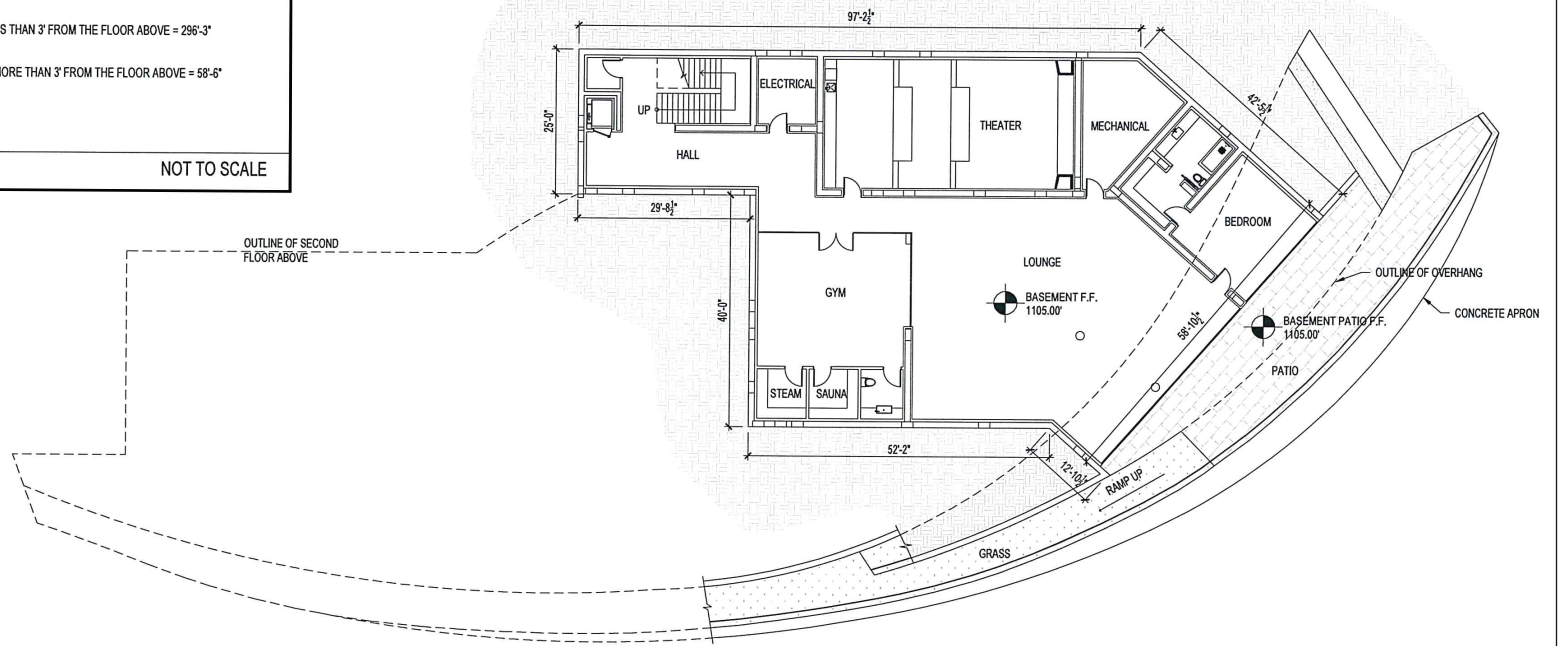 S THAN 3' FROM THE FLOOR ABOVE = 296'-3"
MORE THAN 3' FROM THE FLOOR ABOVE = 58'-6"
NOT TO SCALE
97'-2½"
25'-0"
42'-5¼"
ELECTRICAL
UP
THEATER
MECHANICAL
HALL
29'-8½"
BEDROOM
OUTLINE OF SECOND
FLOOR ABOVE
LOUNGE
OUTLINE OF OVERHANG
GYM
40'-0"
BASEMENT F.F.
1105.00'
CONCRETE APRON
BASEMENT PATIO F.F.
1105.00'
58'-10½"
PATIO
STEAM
SAUNA
52'-2"
12'-10½"
RAMP UP
GRASS